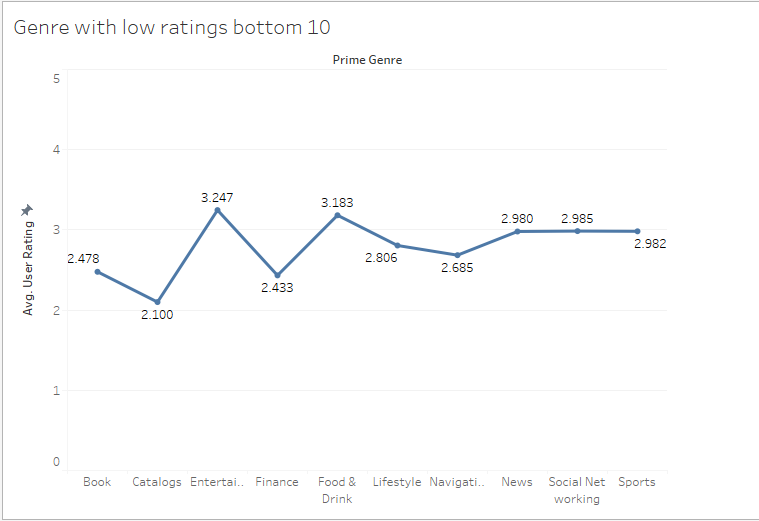 Genre with low ratings bottom 10
Prime Genre
5
4
3
2
1
0
Avg. User Rating
2.478
2.100
3.247
2.433
3.183
2.806
2.685
2.980
2.985
2.982
Book
Catalogs
Entertai..
Finance
Food &
Drink
Lifestyle
Navigati..
News
Social Net
working
Sports